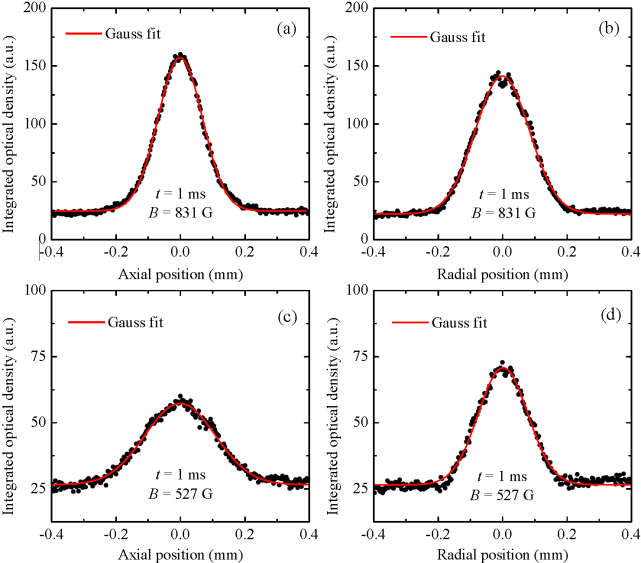 200
150
100
50
0
Integrated optical density (a.u.)
Gauss fit
(a)
t = 1 ms
B = 831 G
-0.4 -0.2 0.0 0.2 0.4
Axial position (mm)
200
150
100
50
0
Integrated optical density (a.u.)
Gauss fit
(b)
t = 1 ms
B = 831 G
-0.4 -0.2 0.0 0.2 0.4
Radial position (mm)
100
75
50
25
Integrated optical density (a.u.)
Gauss fit
(c)
t = 1 ms
B = 527 G
-0.4 -0.2 0.0 0.2 0.4
Axial position (mm)
100
75
50
25
Integrated optical density (a.u.)
Gauss fit
(d)
t = 1 ms
B = 527 G
-0.4 -0.2 0.0 0.2 0.4
Radial position (mm)